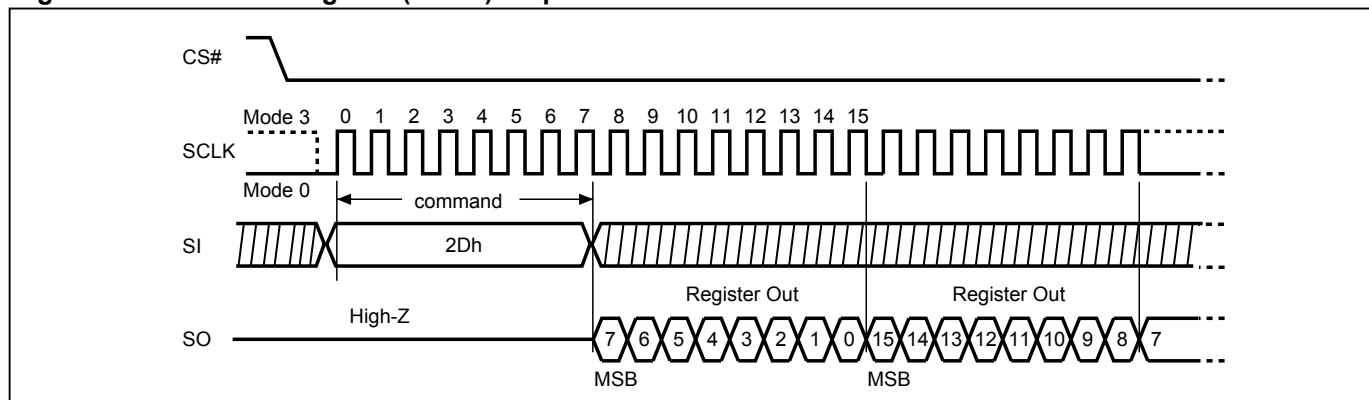 CS#
Mode 3 0 1 2 3 4 5 6 7 8 9 10 11 12 13 14 15
SCLK
Mode 0
command
SI 2Dh
Register Out Register Out
High-Z
SO 7 6 5 4 3 2 1 0 15 14 13 12 11 10 9 8 7
MSB MSB